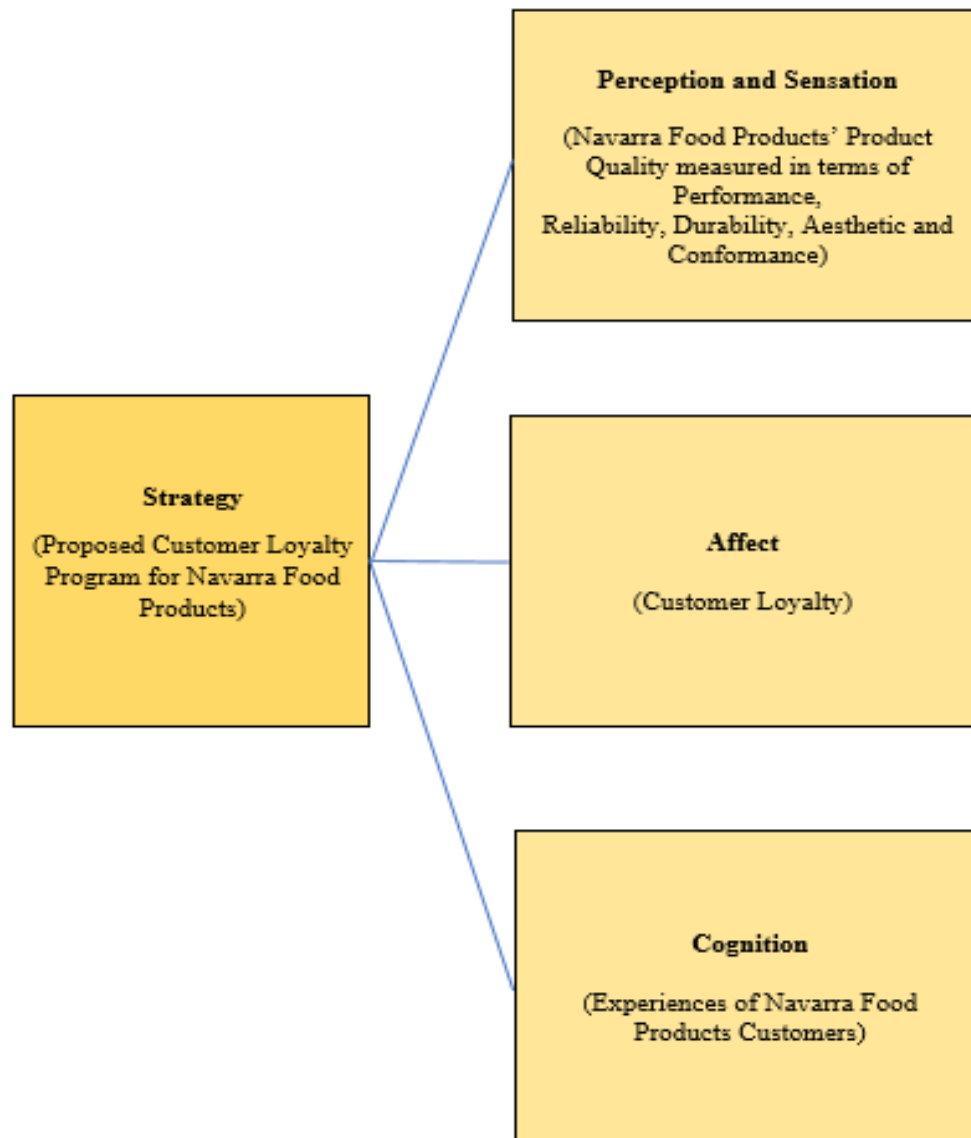 Perception and Sensation
(Navarra Food Products’ Product
Quality measured in terms of
Performance,
Reliability, Durability, Aesthetic and
Conformance)
Strategy
(Proposed Customer Loyalty
Program for Navarra Food
Products)
Affect
(Customer Loyalty)
Cognition
(Experiences of Navarra Food
Products Customers)